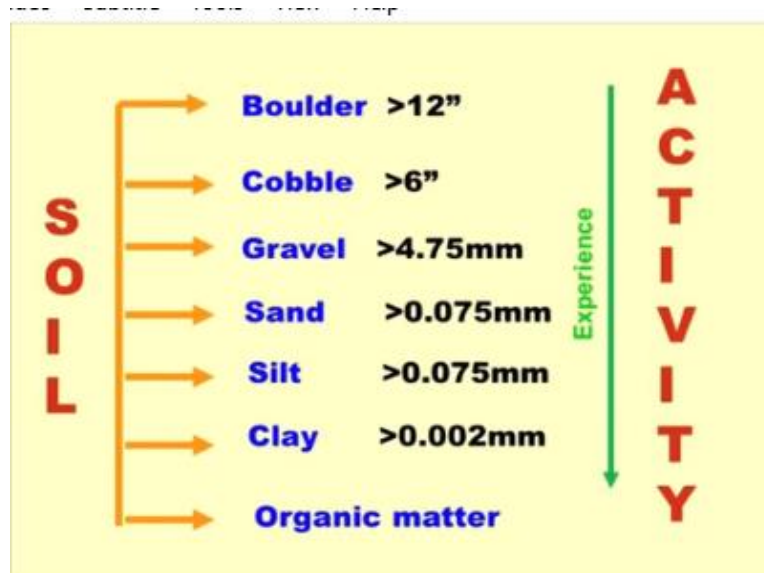 SOIL
Boulder >12”
Cobble >6”
Gravel >4.75mm
Sand >0.075mm
Silt >0.075mm
Clay >0.002mm
Organic matter
Experience
ACTIVITY